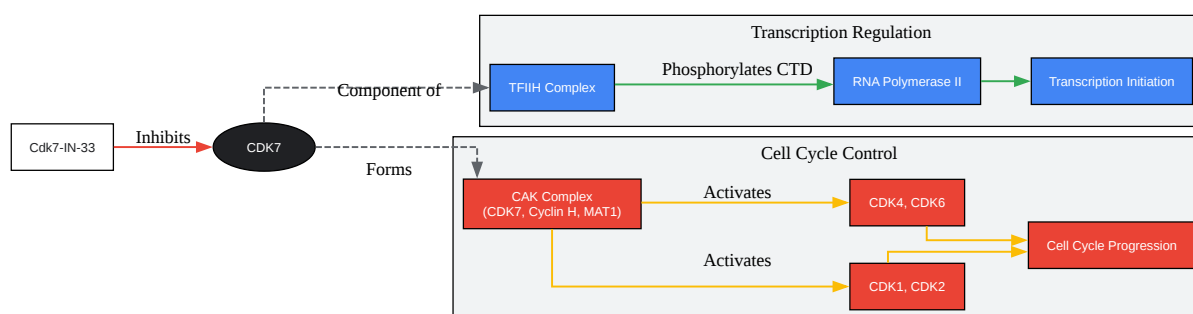 Transcription Regulation
Phosphorylates CTD
Component of
TFIIH Complex
RNA Polymerase II
Transcription Initiation
Cdk7-IN-33
Inhibits
CDK7
Forms
Cell Cycle Control
CAK Complex
(CDK7, Cyclin H, MAT1)
Activates
CDK4, CDK6
Activates
CDK1, CDK2
Cell Cycle Progression